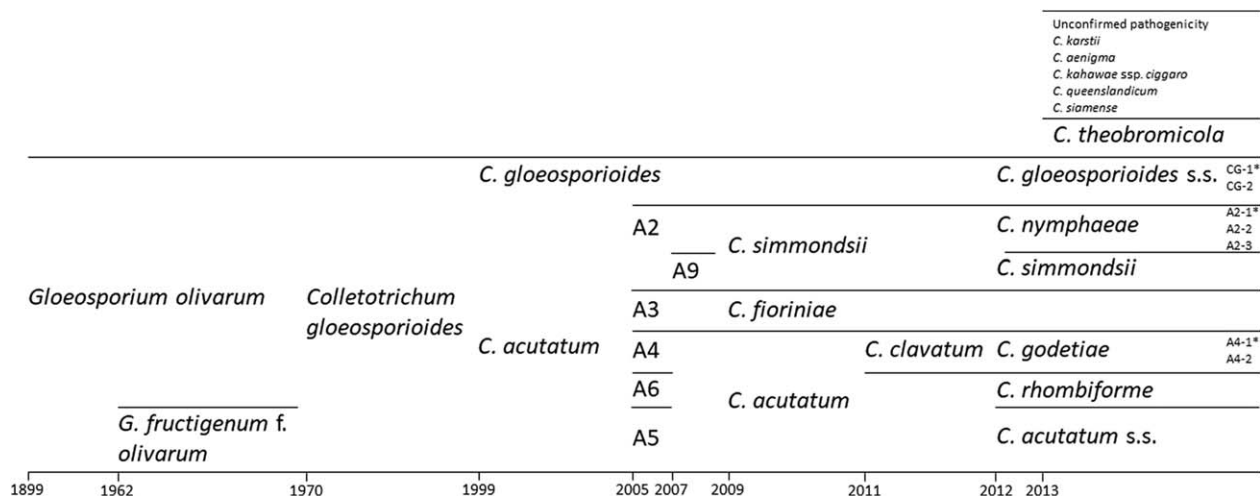 Unconfirmed pathogenicity
C. karstii
C. aenigma
C. kahawae ssp. ciggaro
C. queenslandicum
C. siamense
C. theobromicola
C. gloeosporioides
C. gloeosporioides s.s.
CG-1*
CG-2
A2
C. simmondsii
C. nymphaeae
A2-1*
A2-2
A2-3
A9
C. simmondsii
Gloeosporium olivarum
Colletotrichum
gloeosporioides
C. acutatum
A3
C. fioriniae
A4
C. clavatum
C. godetiae
A4-1*
A4-2
A6
C. acutatum
C. rhombiforme
G. fructigenum f.
olivarum
A5
C. acutatum s.s.
1899
1962
1970
1999
2005
2007
2009
2011
2012
2013